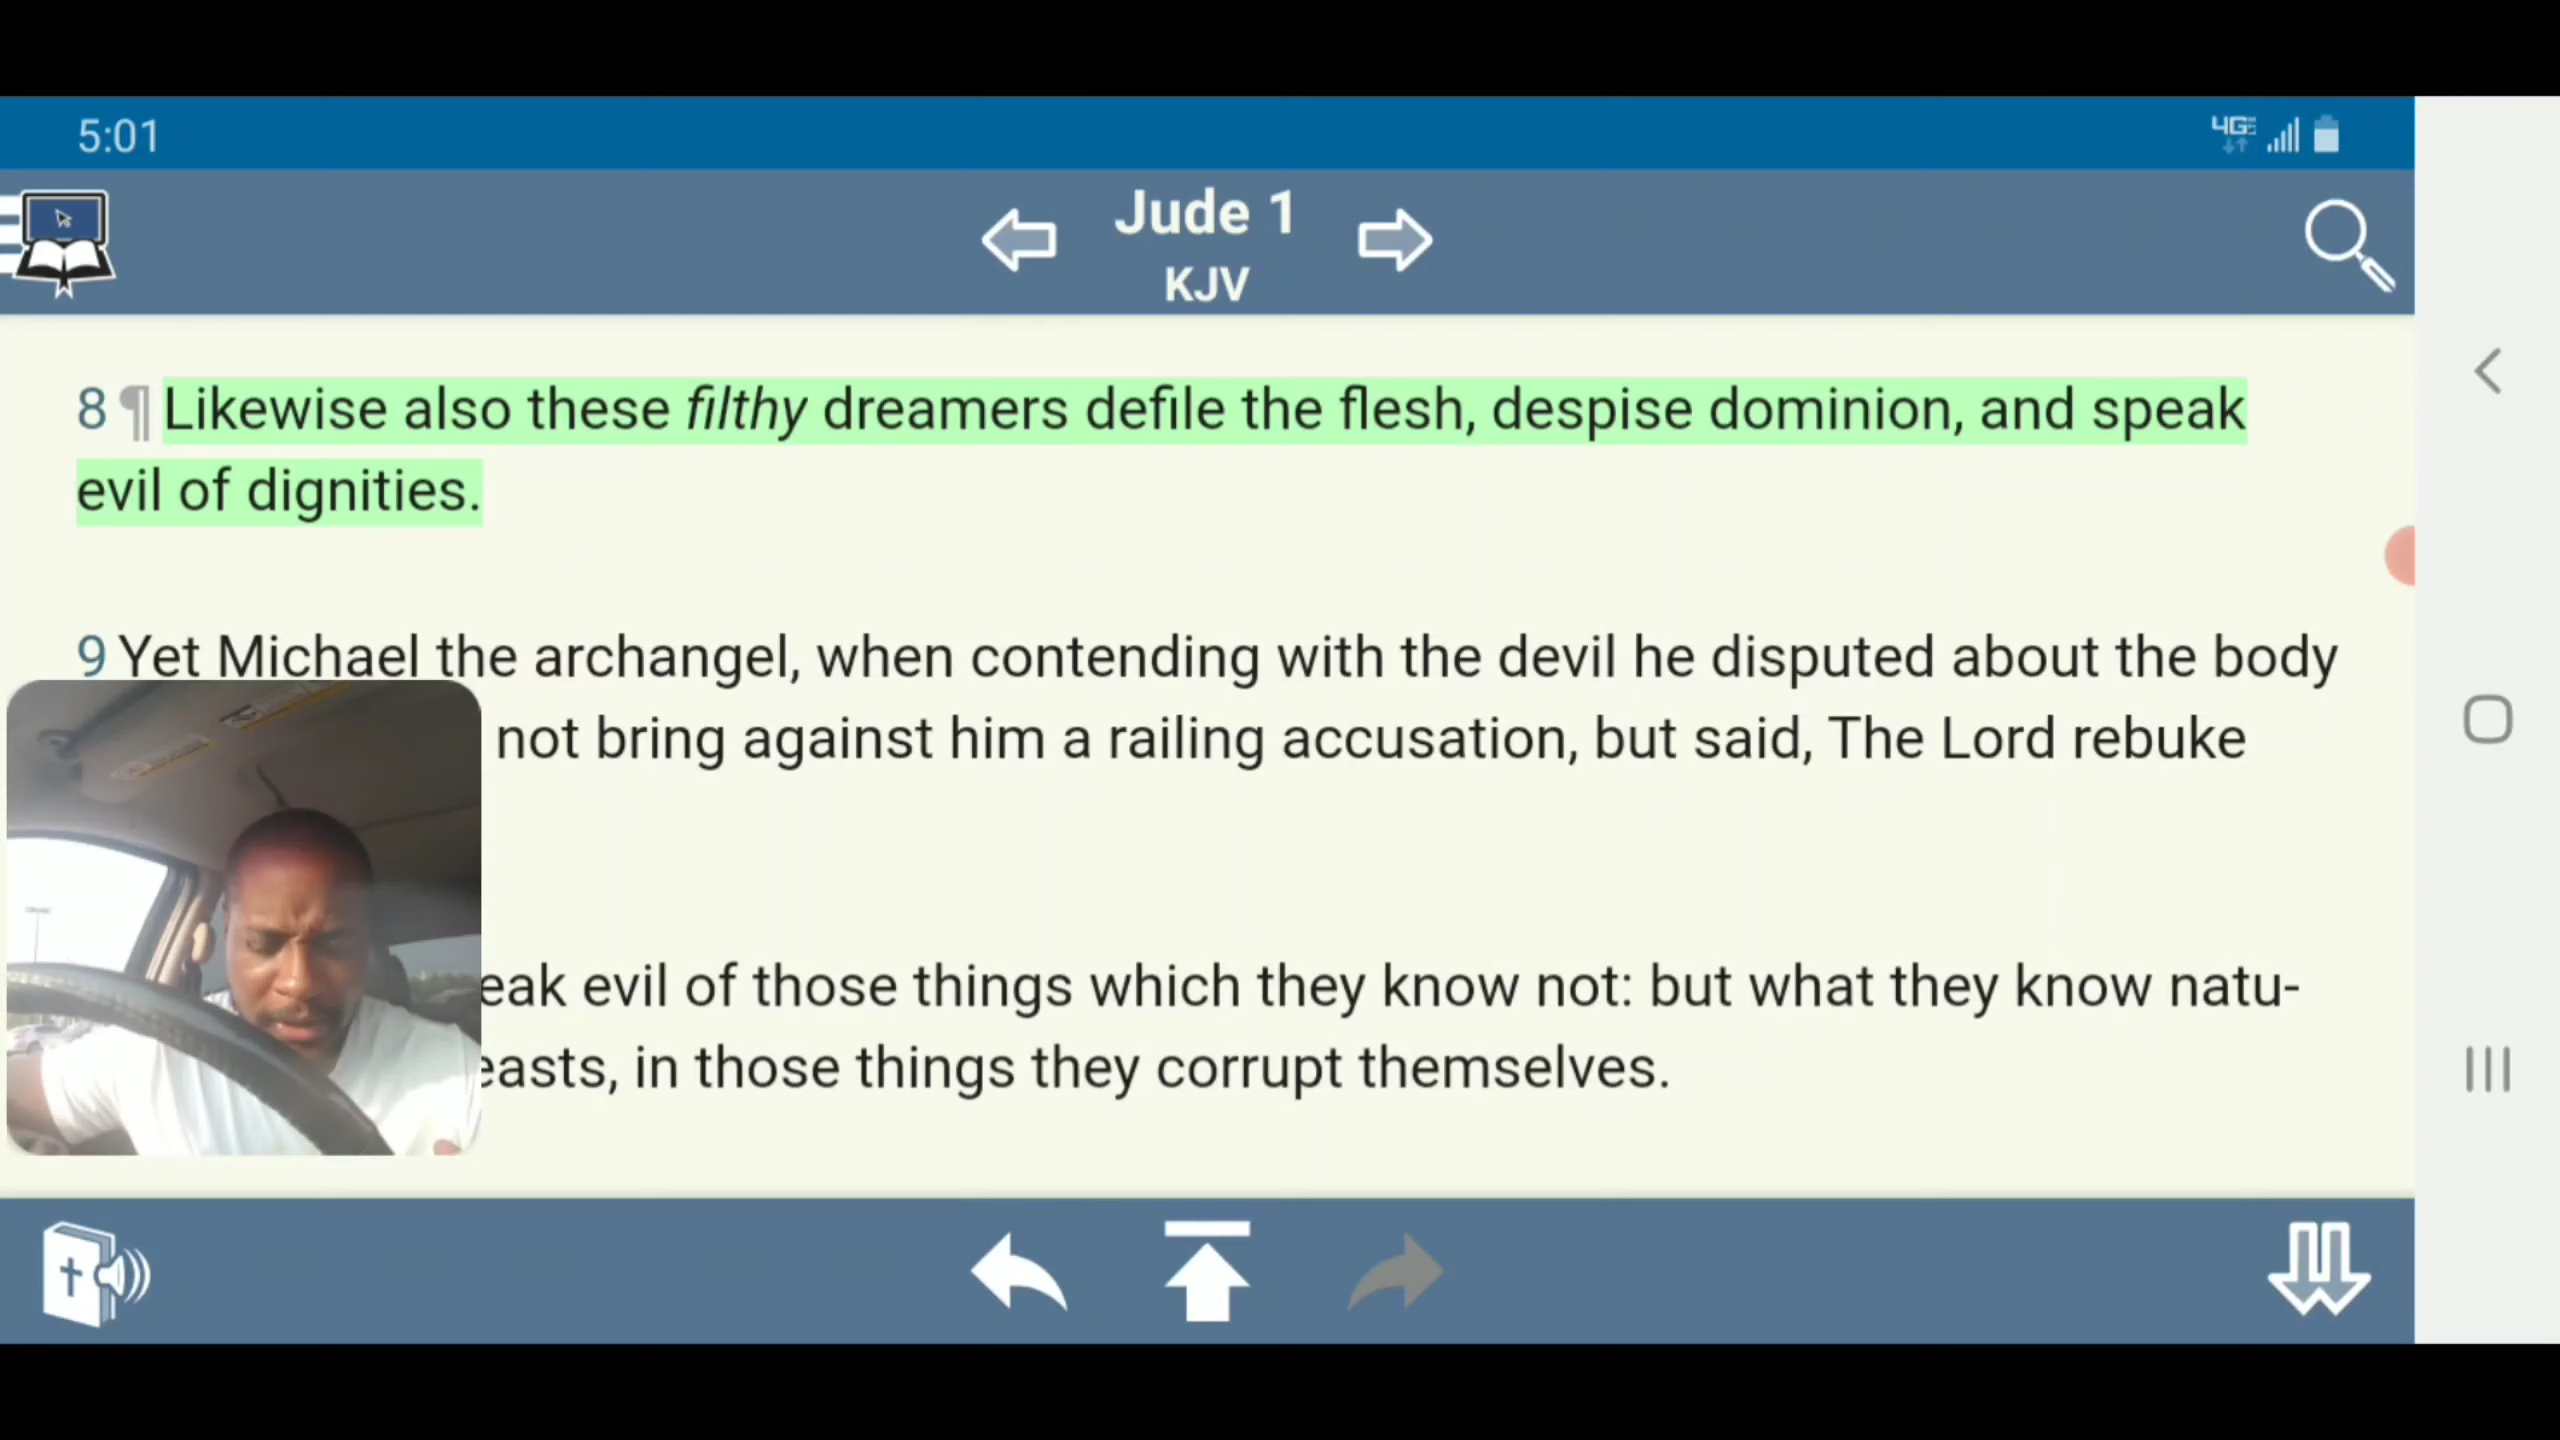 5:01
4G LTE
Jude 1
KJV
8 ¶ Likewise also these filthy dreamers defile the flesh, despise dominion, and speak
evil of dignities.
9 Yet Michael the archangel, when contending with the devil he disputed about the body
not bring against him a railing accusation, but said, The Lord rebuke
eak evil of those things which they know not: but what they know natu-
easts, in those things they corrupt themselves.